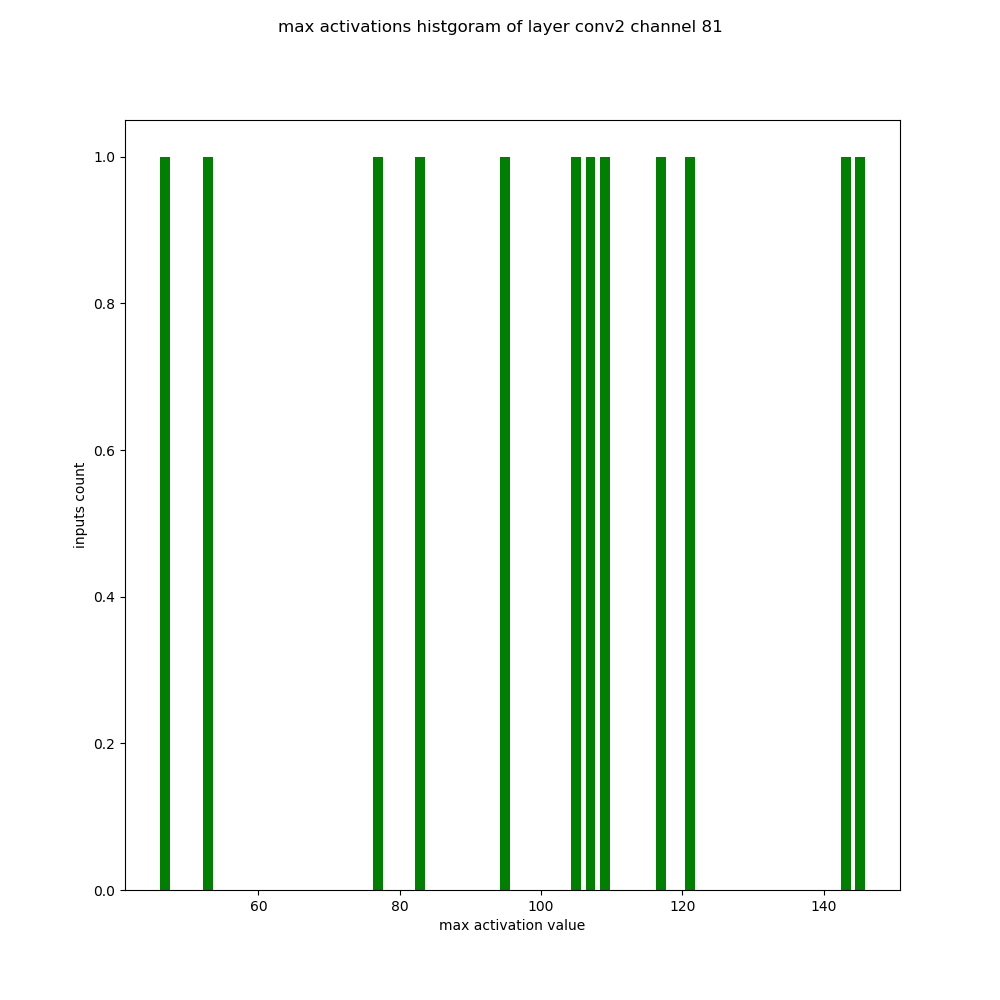 max activations histgoram of layer conv2 channel 81
1.0
0.8
0.6
0.4
0.2
0.0
inputs count
60 80 100 120 140
max activation value